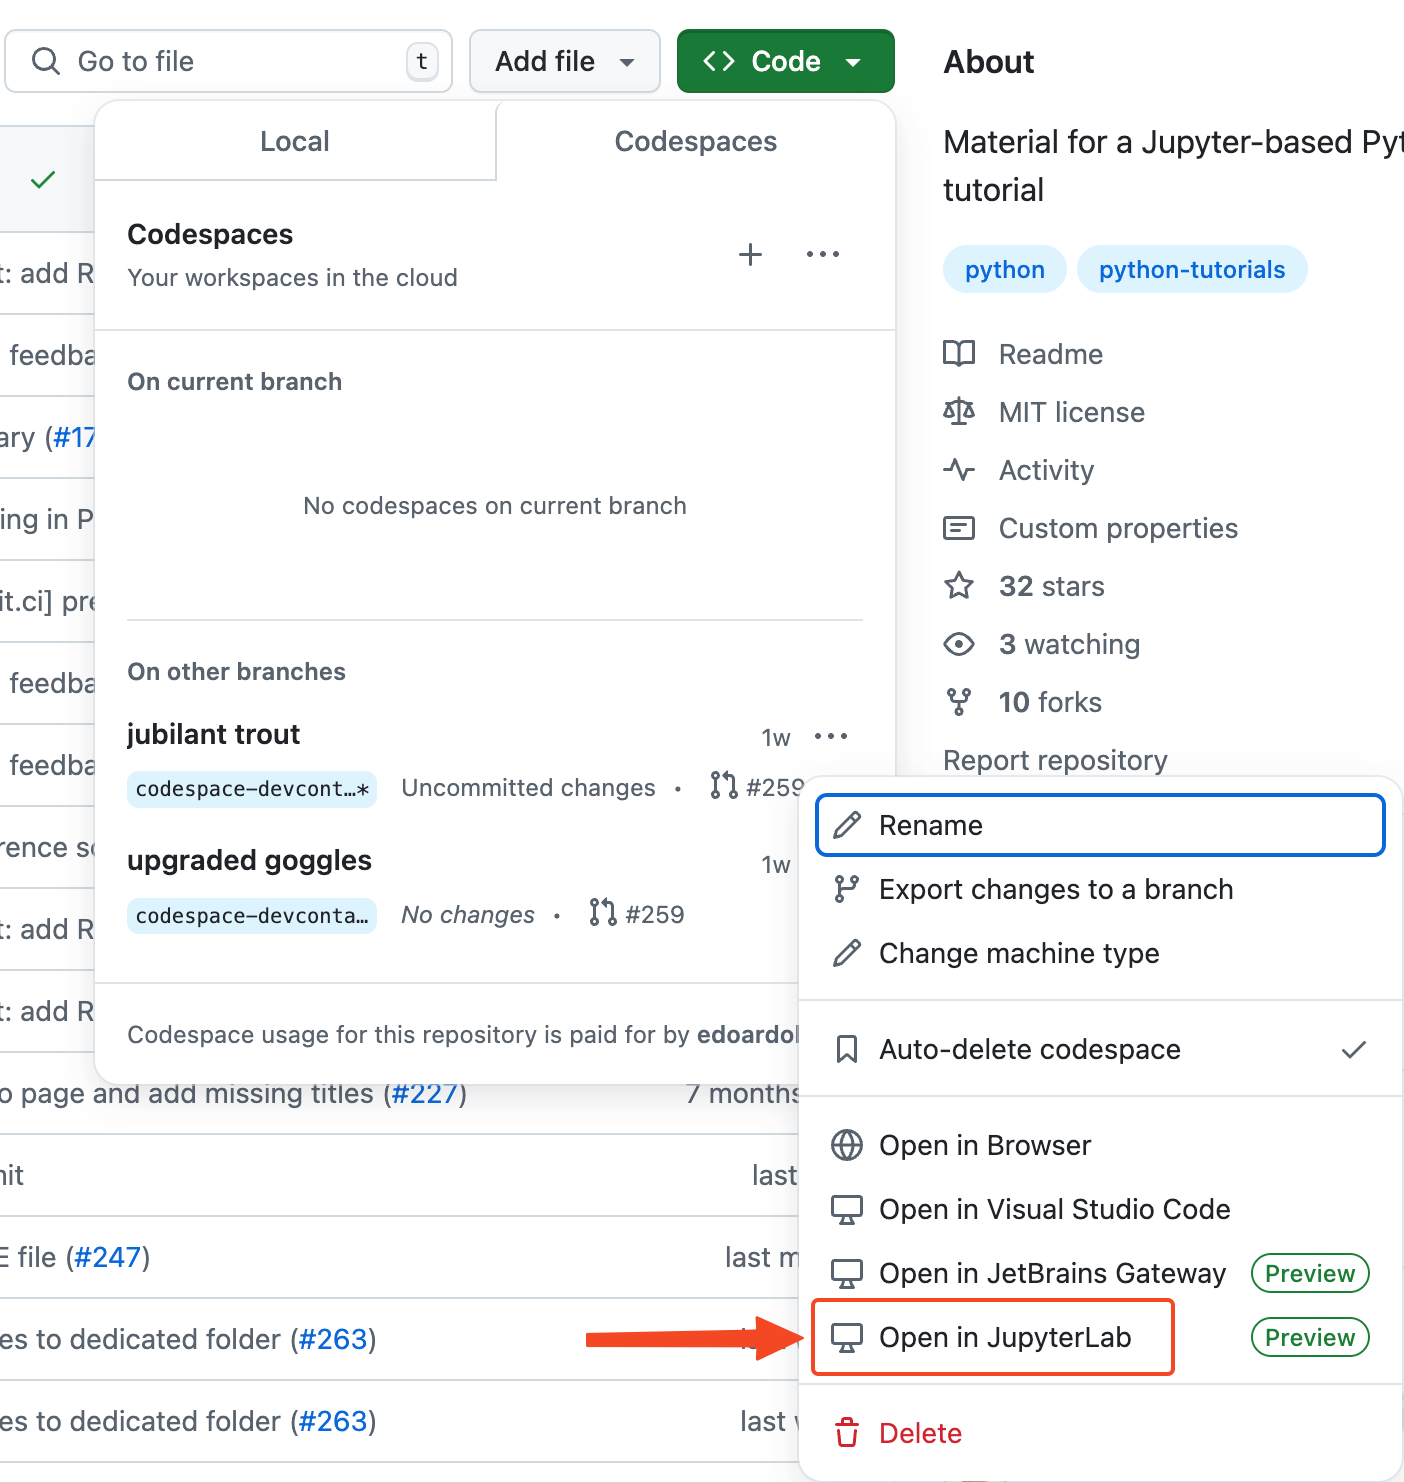 Go to file
t
Add file
Code
About
Local
Codespaces
Material for a Jupyter-based Pyt
tutorial
Codespaces
Your workspaces in the cloud
python
python-tutorials
t: add R
Readme
feedba
On current branch
MIT license
ary (#17
Activity
No codespaces on current branch
ing in P
Custom properties
it.ci] pre
32 stars
3 watching
On other branches
feedba
10 forks
jubilant trout
1w
Report repository
feedba
codespace-devcont…*
Uncommitted changes
#259
Rename
rence so
upgraded goggles
1w
Export changes to a branch
codespace-devconta…
No changes
#259
t: add R
Change machine type
t: add R
Codespace usage for this repository is paid for by edoardol
Auto-delete codespace
o page and add missing titles (#227)
7 months
Open in Browser
nit
last
Open in Visual Studio Code
E file (#247)
last m
Open in JetBrains Gateway
Preview
es to dedicated folder (#263)
Open in JupyterLab
Preview
es to dedicated folder (#263)
last w
Delete